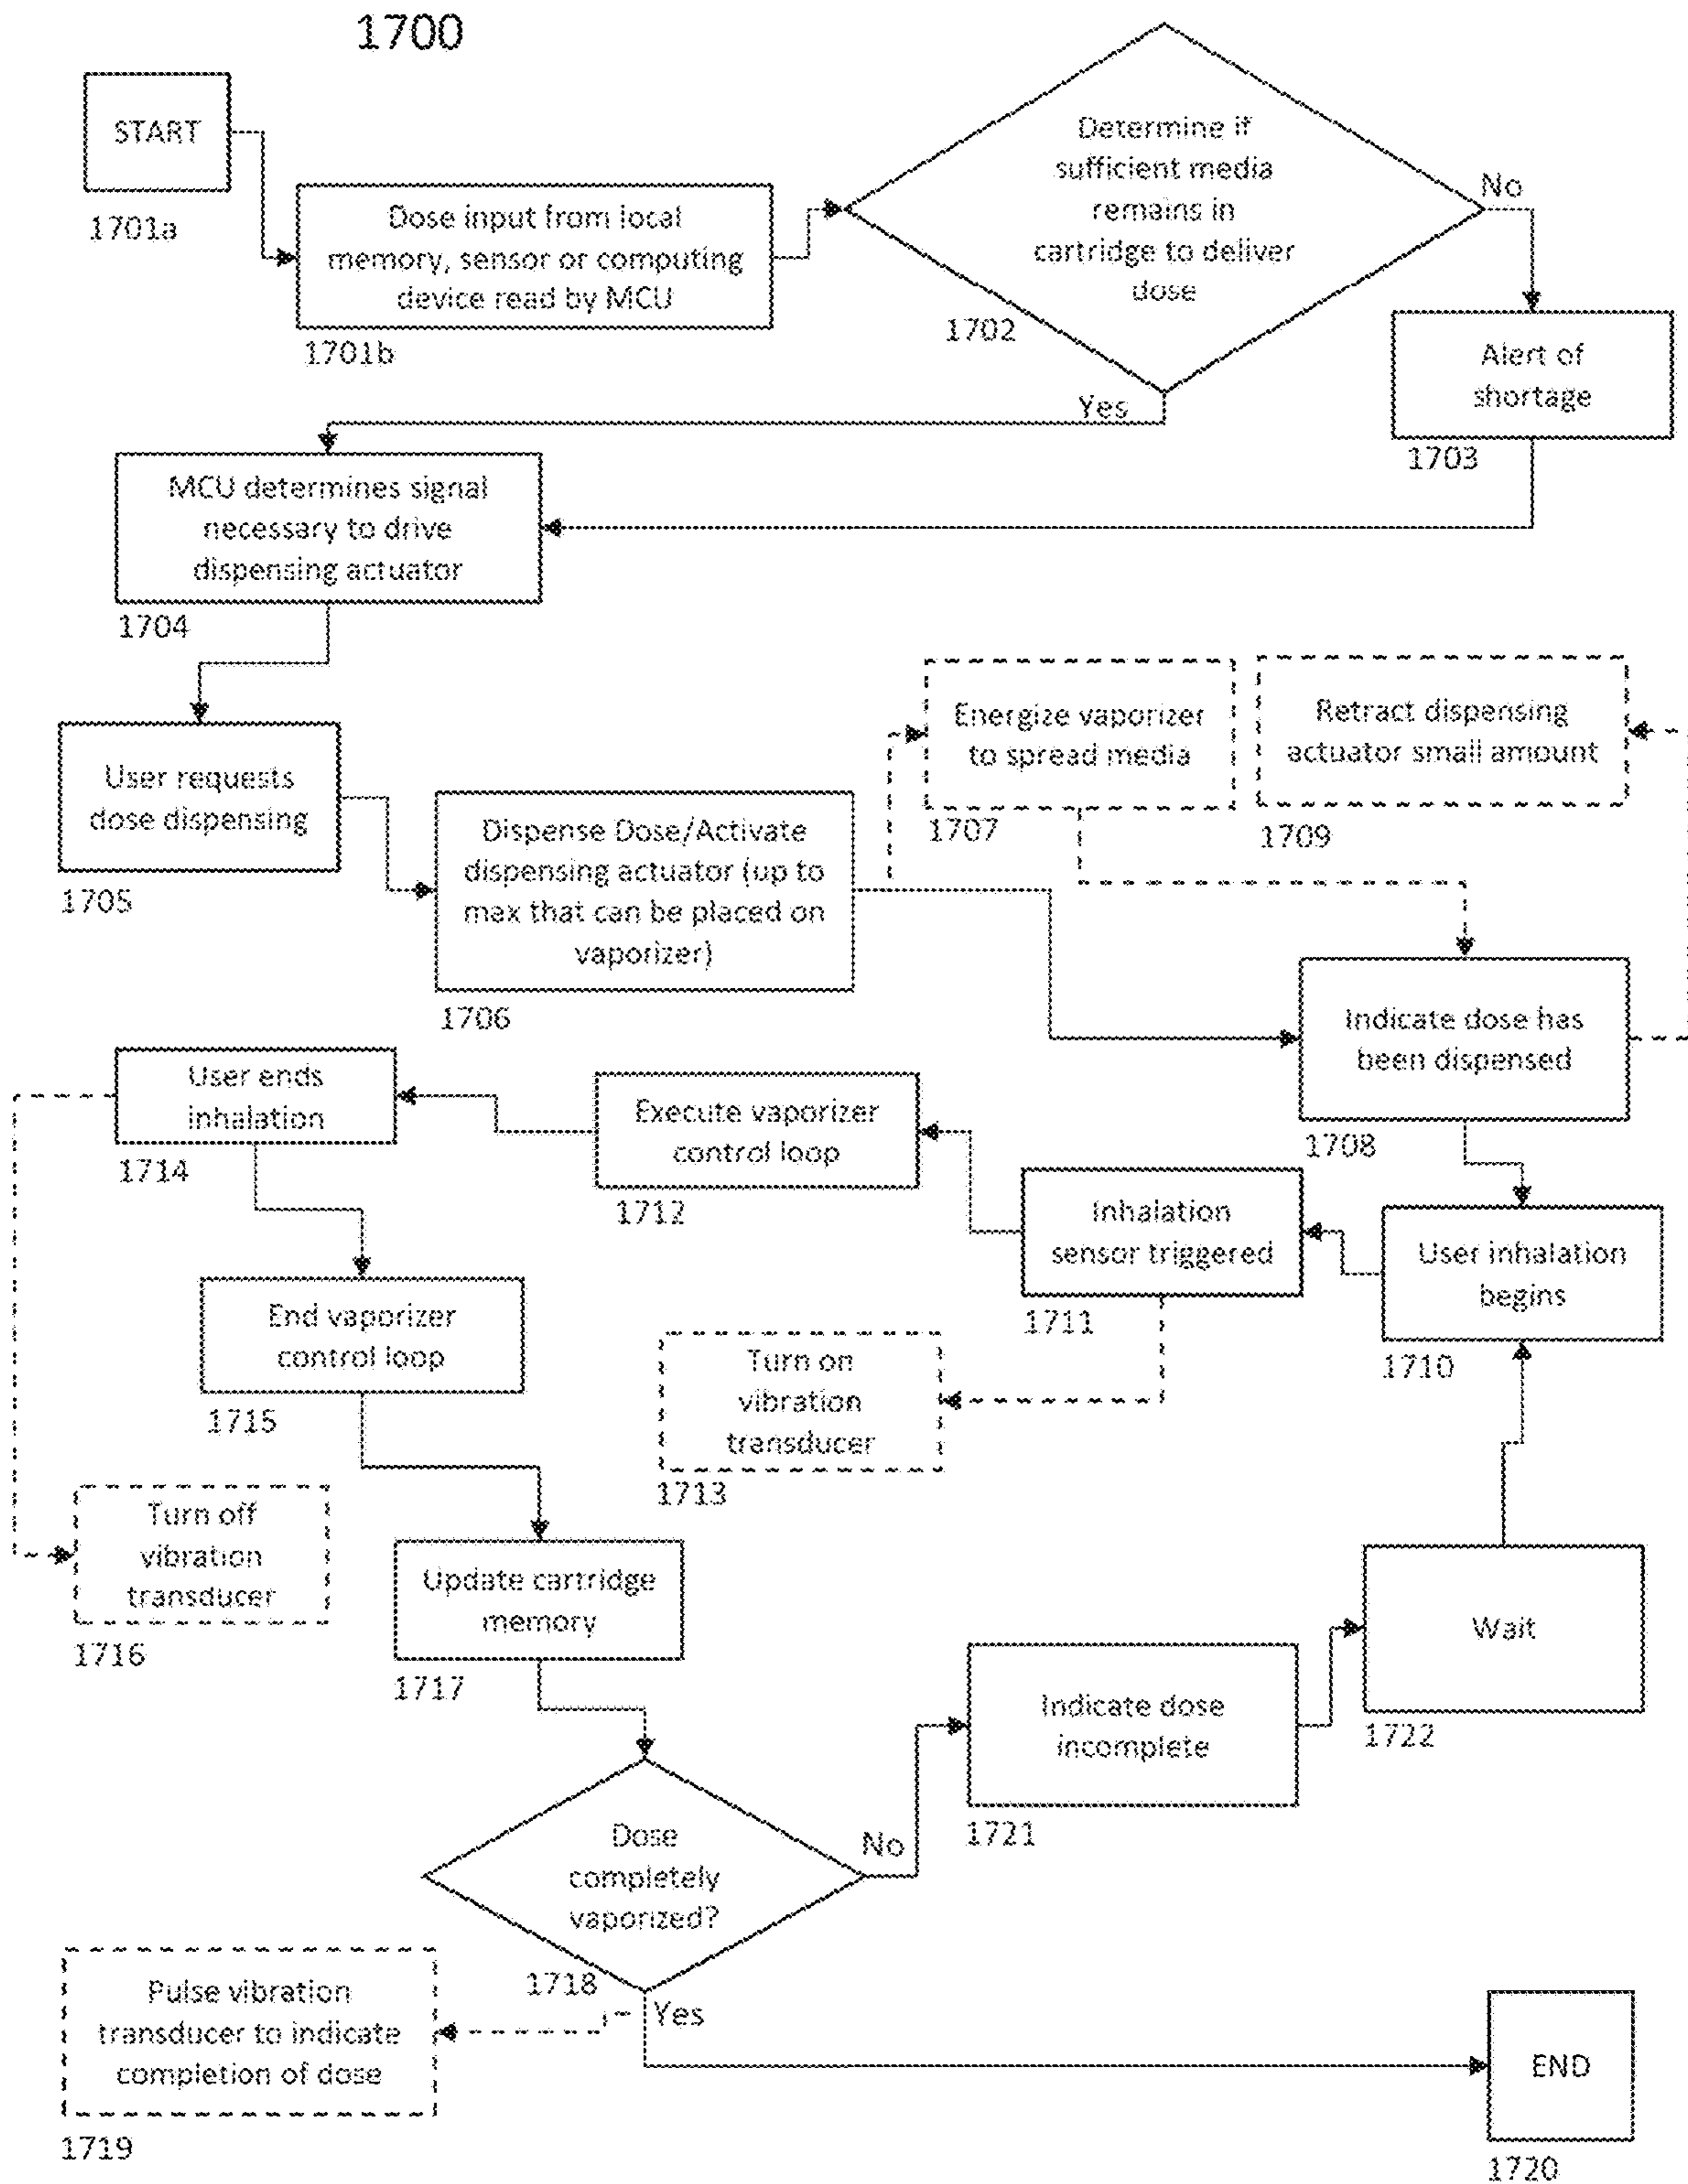 1700
START
1701a
Dose input from local
memory, sensor or computing
device read by MCU
1701b
Determine if
sufficient media
remains in
cartridge to deliver
dose
1702
No
Yes
Alert of
shortage
1703
MCU determines signal
necessary to drive
dispensing actuator
1704
User requests
dose dispensing
1705
Dispense Dose/Activate
dispensing actuator (up to
max that can be placed on
vaporizer)
1706
Energize vaporizer
to spread media
1707
Retract dispensing
actuator small amount
1709
Indicate dose has
been dispensed
1708
User inhalation
begins
1710
Inhalation
sensor triggered
1711
Execute vaporizer
control loop
1712
User ends
inhalation
1714
End vaporizer
control loop
1715
Turn on
vibration
transducer
1713
Turn off
vibration
transducer
1716
Update cartridge
memory
1717
Wait
1722
Indicate dose
incomplete
1721
Dose
completely
vaporized?
1718
No
Yes
Pulse vibration
transducer to indicate
completion of dose
1719
END
1720